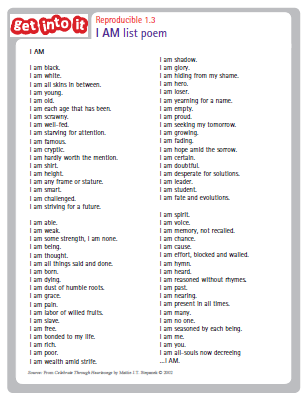 get into it
Reproducible 1.3
I AM list poem
I AM
I am black.
I am white.
I am all skins in between.
I am young.
I am old.
I am each age that has been.
I am scrawny.
I am well-fed.
I am starving for attention.
I am famous.
I am cryptic.
I am hardly worth the mention.
I am short.
I am height.
I am any frame or stature.
I am smart.
I am challenged.
I am striving for a future.
I am able.
I am weak.
I am some strength, I am none.
I am being.
I am thought.
I am all things said and done.
I am born.
I am dying.
I am dust of humble roots.
I am grace.
I am pain.
I am labor of willed fruits.
I am slave.
I am free.
I am bonded to my life.
I am rich.
I am poor.
I am wealth amid strife.
I am shadow.
I am glory.
I am hiding from my shame.
I am hero.
I am loser.
I am yearning for a name.
I am empty.
I am proud.
I am seeking my tomorrow.
I am growing.
I am fading.
I am hope amid the sorrow.
I am certain.
I am doubtful.
I am desperate for solutions.
I am leader.
I am student.
I am fate and evolutions.
I am spirit.
I am voice.
I am memory, not recalled.
I am chance.
I am cause.
I am effort, blocked and walled.
I am hymn.
I am heard.
I am reasoned without rhymes.
I am past.
I am nearing.
I am present in all times.
I am many.
I am no one.
I am seasoned by each being.
I am me.
I am you.
I am all-souls now decreeing
...I AM.
Source: From Celebrate Through Heartsongs by Mattie J.T. Stepanek © 2002